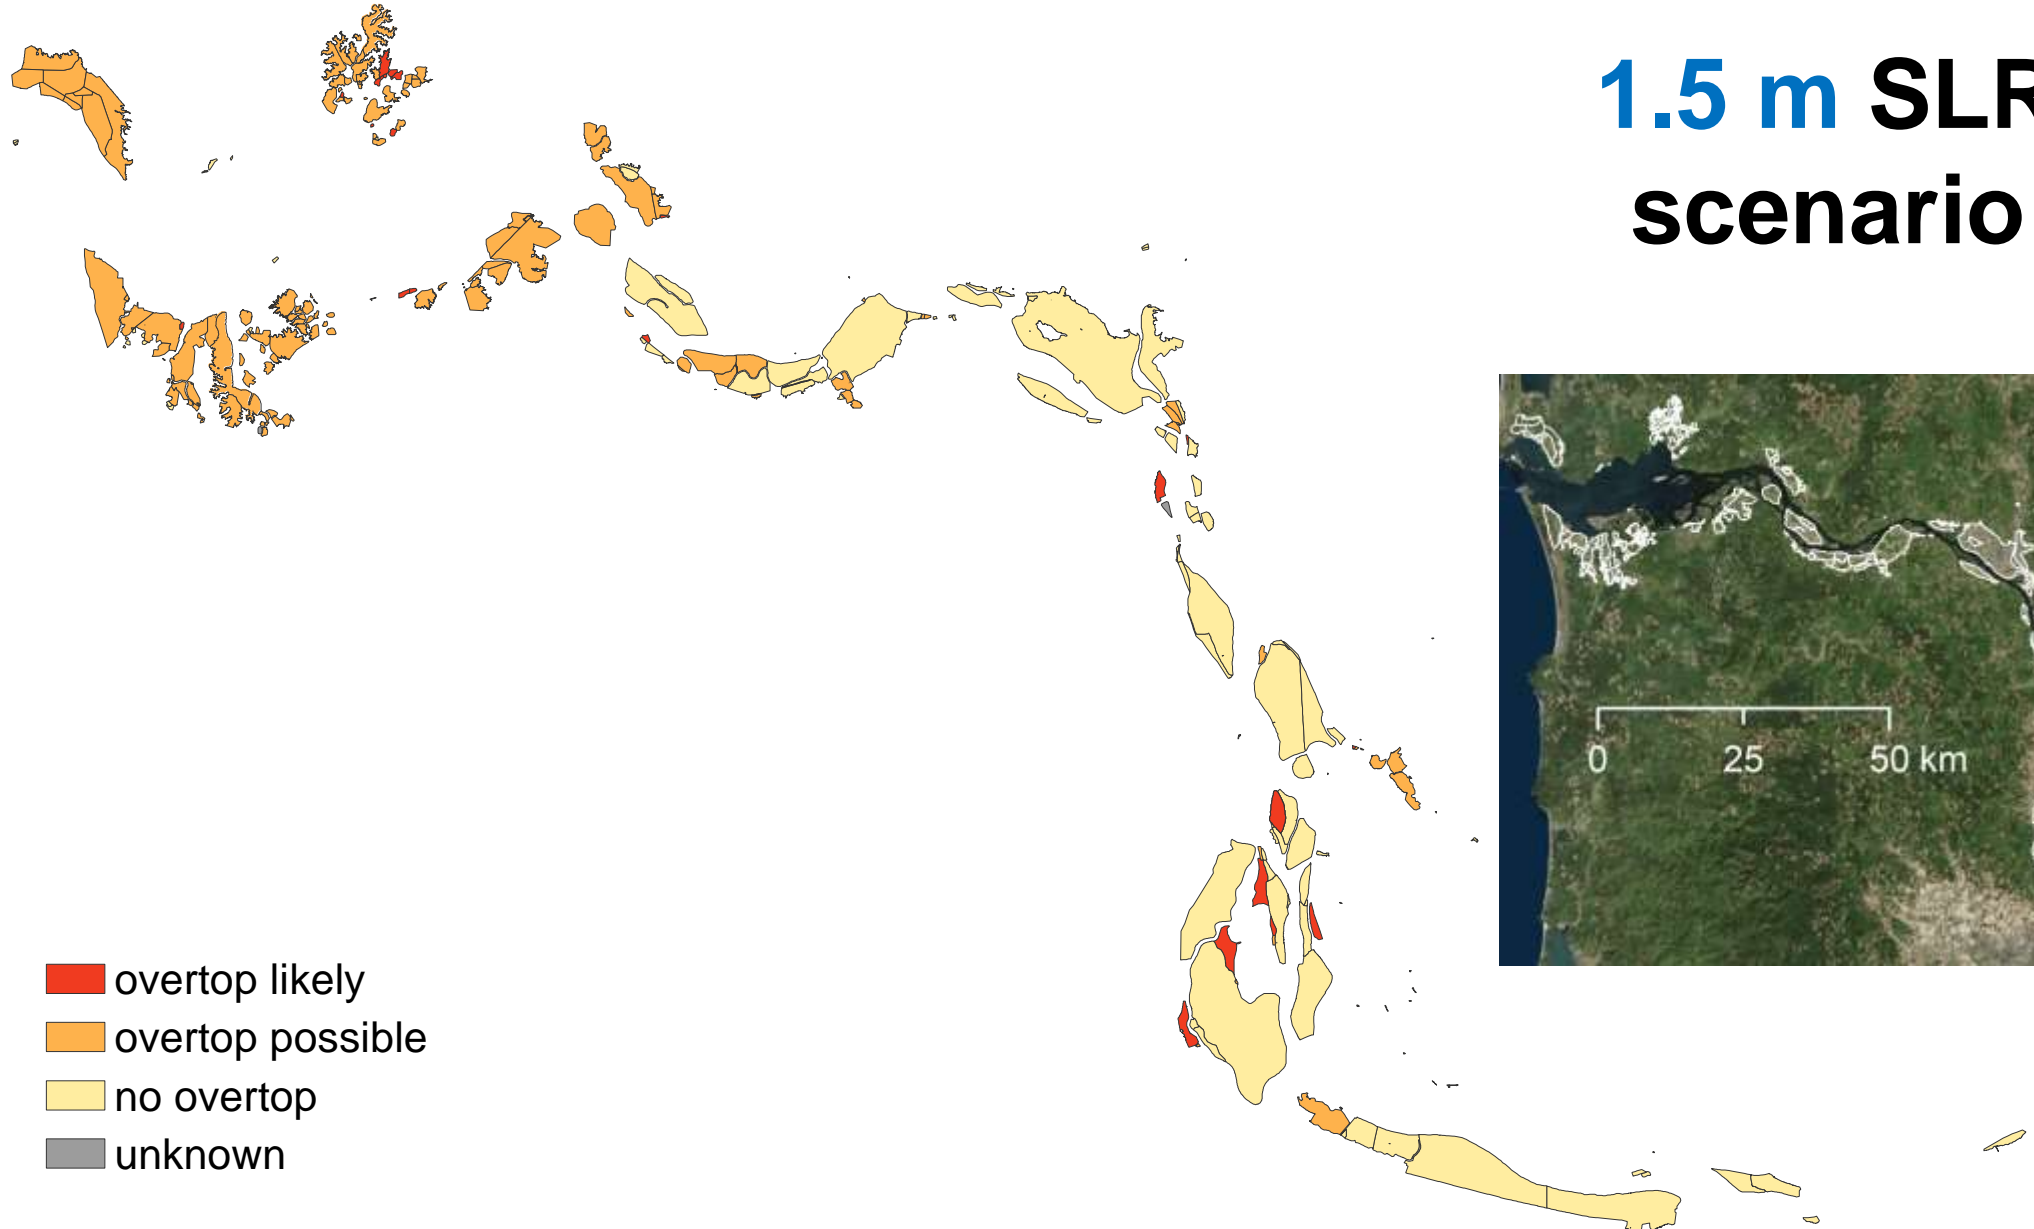 1.5 m SLR
scenario
0 25 50 km
overtop likely
overtop possible
no overtop
unknown